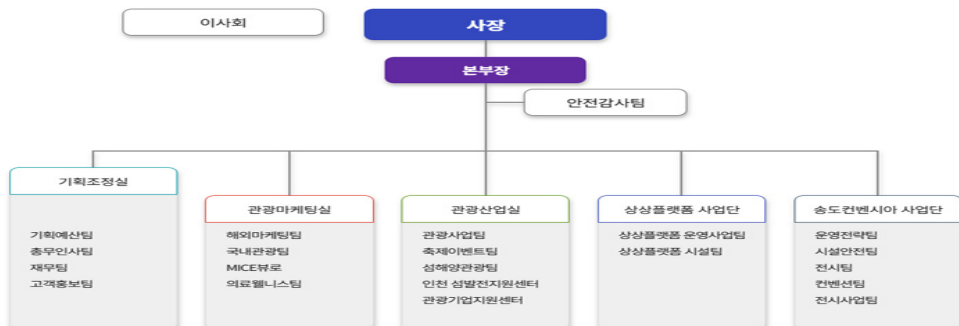 이사회
사장
본부장
안전감사팀
기획조정실
기획예산팀
총무인사팀
재무팀
고객홍보팀
관광마케팅실
해외마케팅팀
국내관광팀
MICE뷰로
의료웰니스팀
관광산업실
관광사업팀
축제이벤트팀
섬해양관광팀
인천 섬발전지원센터
관광기업지원센터
상상플랫폼 사업단
상상플랫폼 운영사업팀
상상플랫폼 시설팀
송도컨벤시아 사업단
운영전략팀
시설안전팀
전시팀
컨벤션팀
전시사업팀